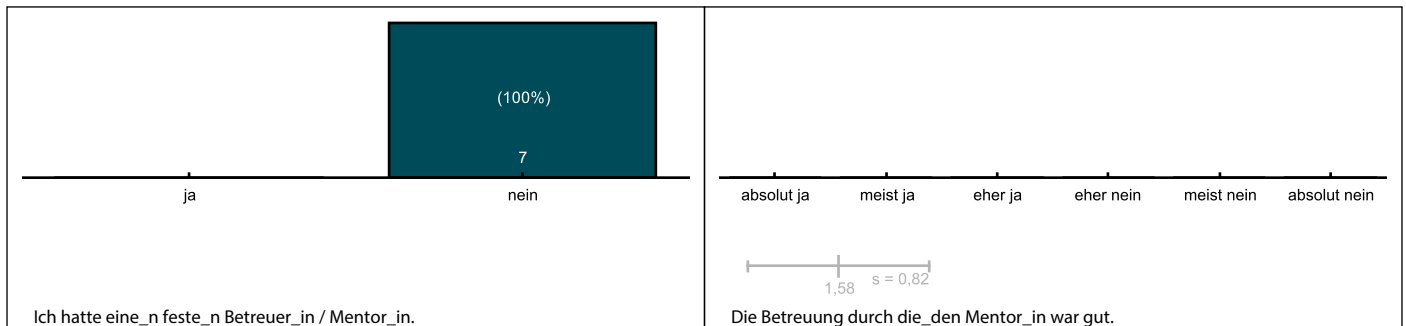 (100%)
7
ja nein
Ich hatte eine_n feste_n Betreuer_in / Mentor_in.
absolut ja meist ja eher ja eher nein meist nein absolut nein
1,58 s = 0,82
Die Betreuung durch die_den Mentor_in war gut.